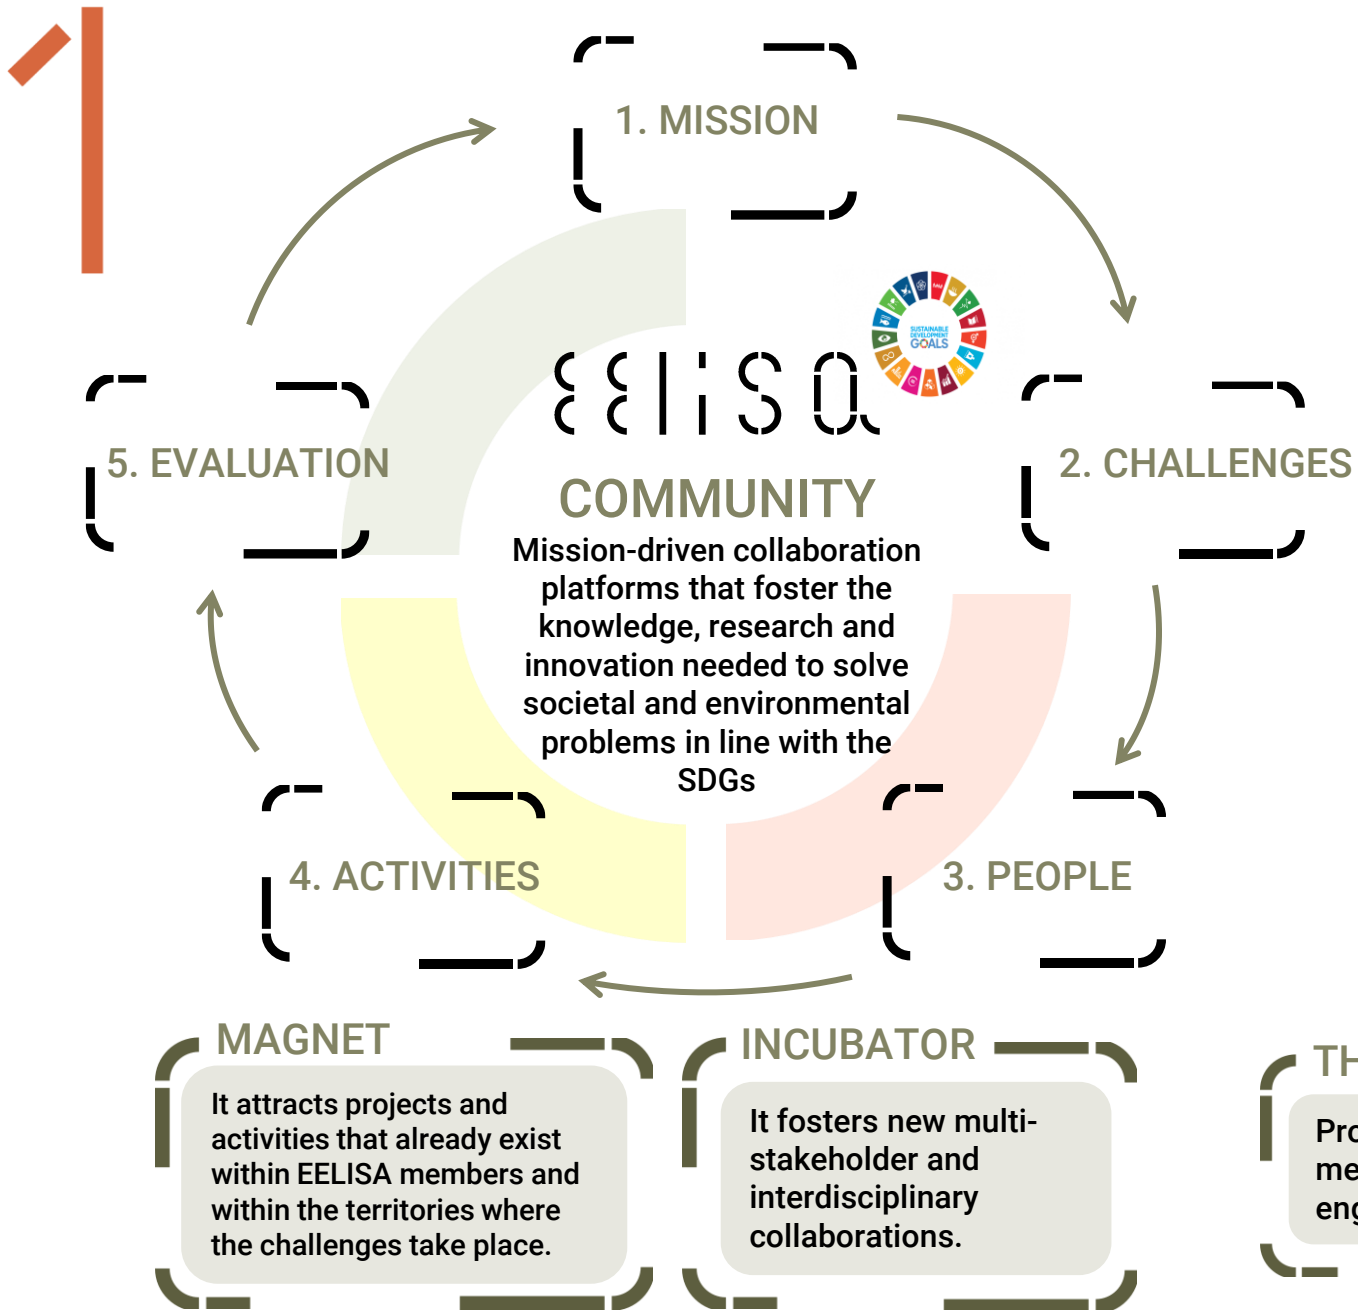 1
1. MISSION
SUSTAINABLE
DEVELOPMENT
GOALS
EELISA
5. EVALUATION
2. CHALLENGES
COMMUNITY
Mission-driven collaboration
platforms that foster the
knowledge, research and
innovation needed to solve
societal and environmental
problems in line with the
SDGs
4. ACTIVITIES
3. PEOPLE
MAGNET
It attracts projects and
activities that already exist
within EELISA members and
within the territories where
the challenges take place.
INCUBATOR
It fosters new multi-
stakeholder and
interdisciplinary
collaborations.